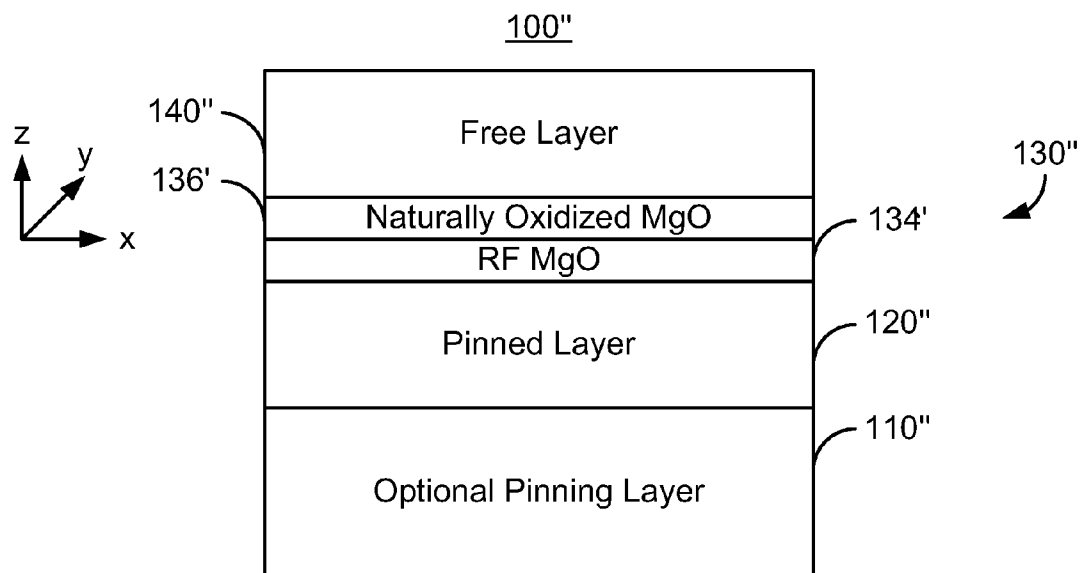 100"
140"
Free Layer
z
y
x
130"
136'
Naturally Oxidized MgO
134'
RF MgO
Pinned Layer
120"
110"
Optional Pinning Layer